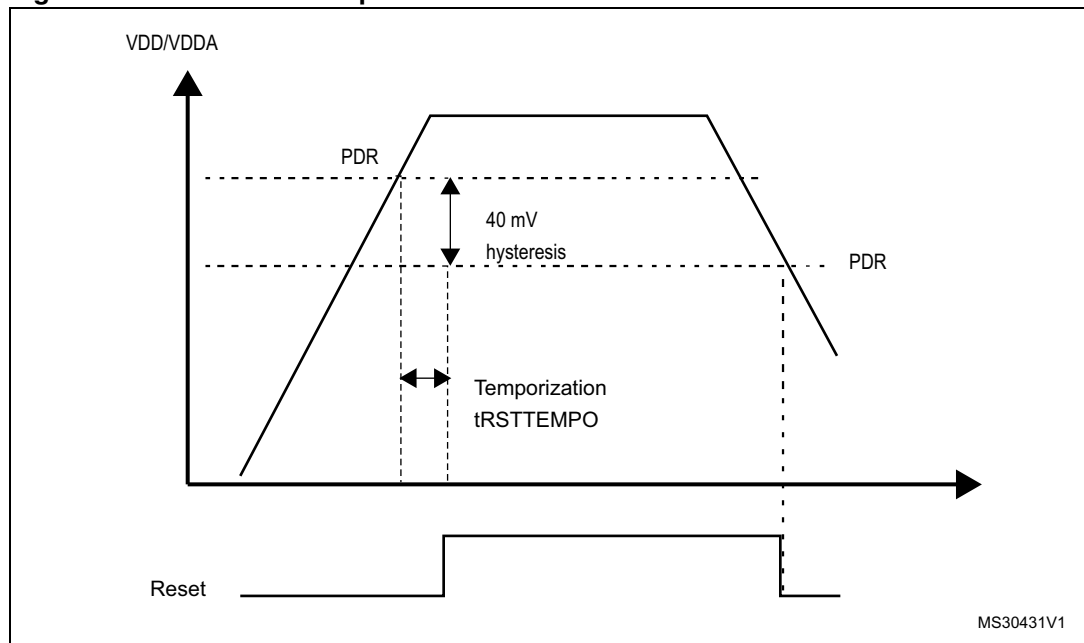 VDD/VDDA
PDR
40 mV
hysteresis
PDR
Temporization
tRSTTEMPO
Reset
MS30431V1